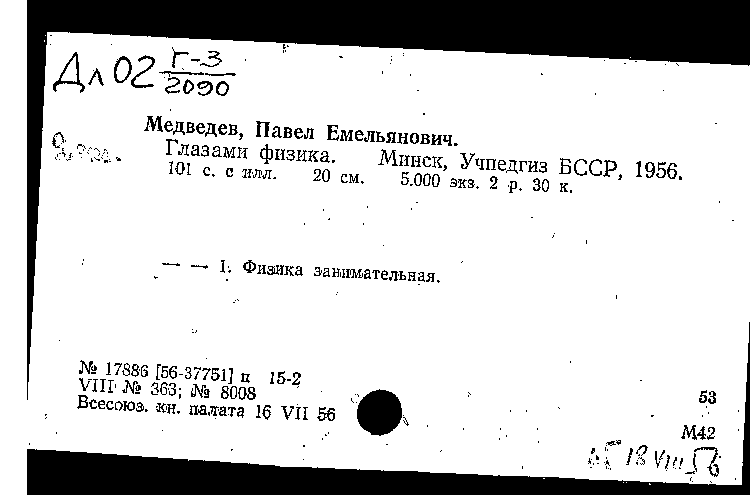 Дл 02 Г-3/2090
Медведев, Павел Емельянович.
Глазами физика. Минск, Учпедгиз БССР, 1956.
101 с. с илл. 20 см. 5.000 экз. 2 р. 30 к.
— — 1. Физика занимательная.
№ 17886 [56-37751] п 15-2
VIII № 363; № 8008
Всесоюз. кн. палата 16 VII 56
53
М42
18 VIII 56